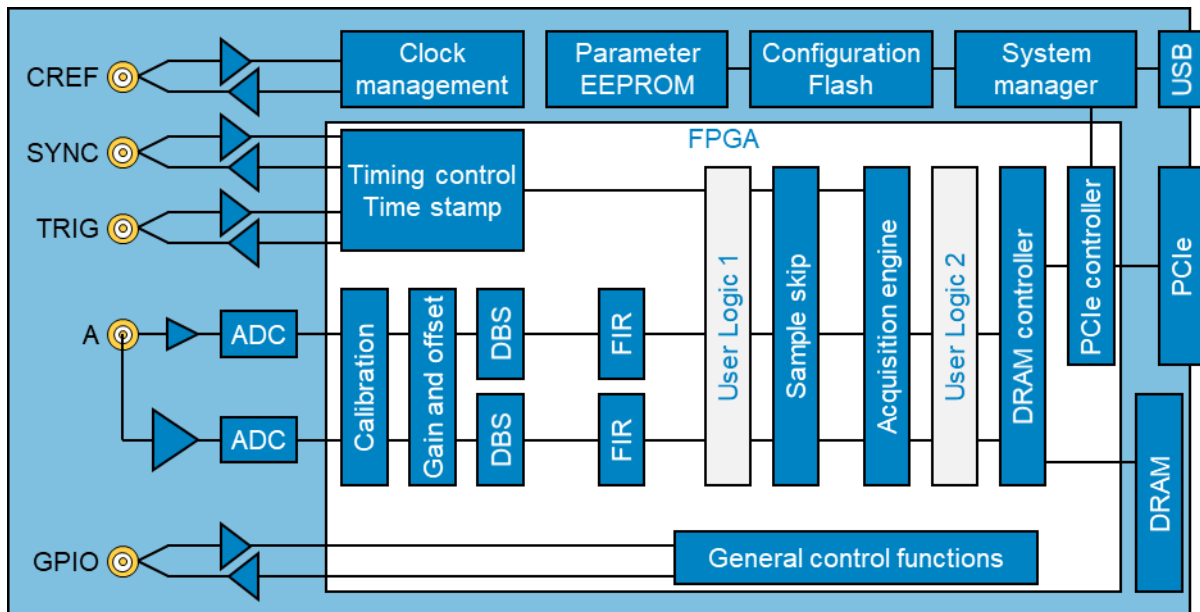 CREF
Clock
management
Parameter
EEPROM
Configuration
Flash
System
manager
USB
SYNC
TRIG
FPGA
Timing control
Time stamp
A
ADC
ADC
Calibration
Gain and offset
DBS
DBS
FIR
FIR
User Logic 1
Sample skip
Acquisition engine
User Logic 2
DRAM controller
PCIe controller
PCIe
DRAM
GPIO
General control functions